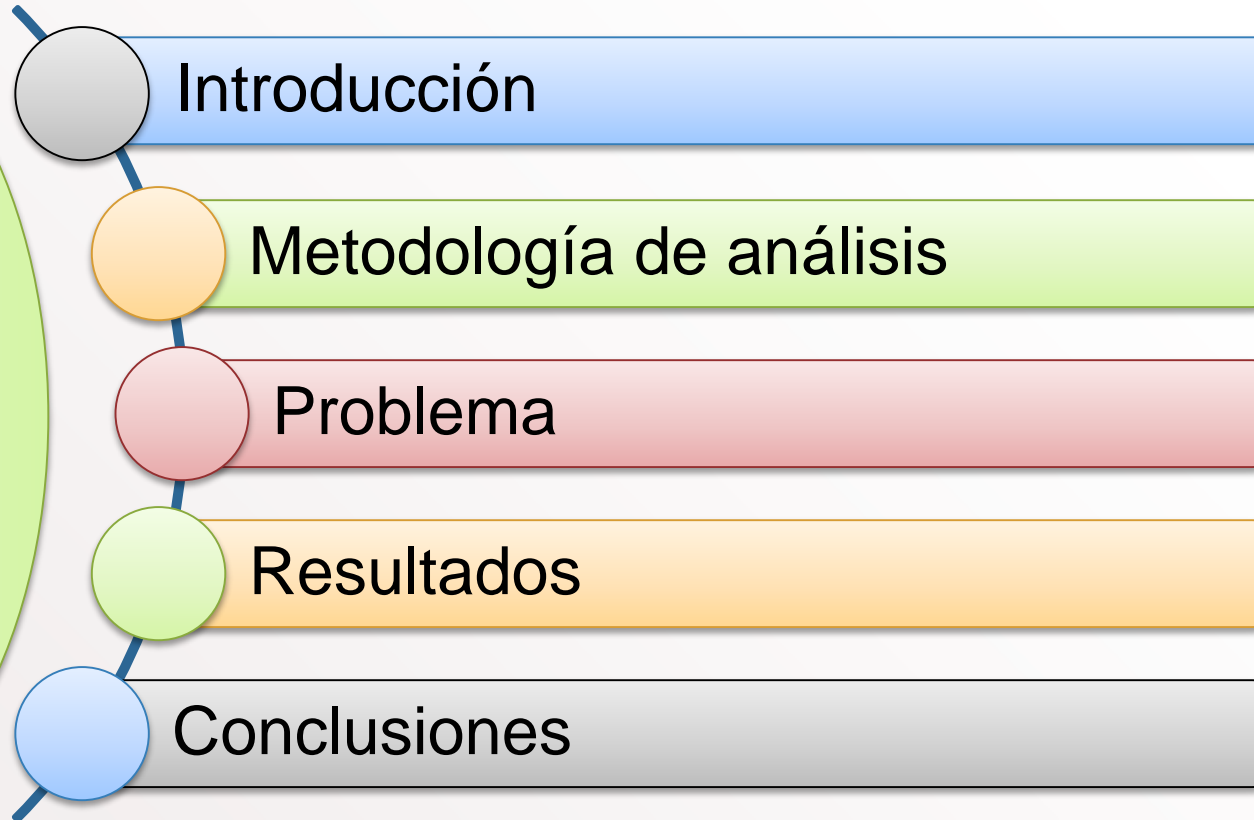 Introducción
Metodología de análisis
Problema
Resultados
Conclusiones